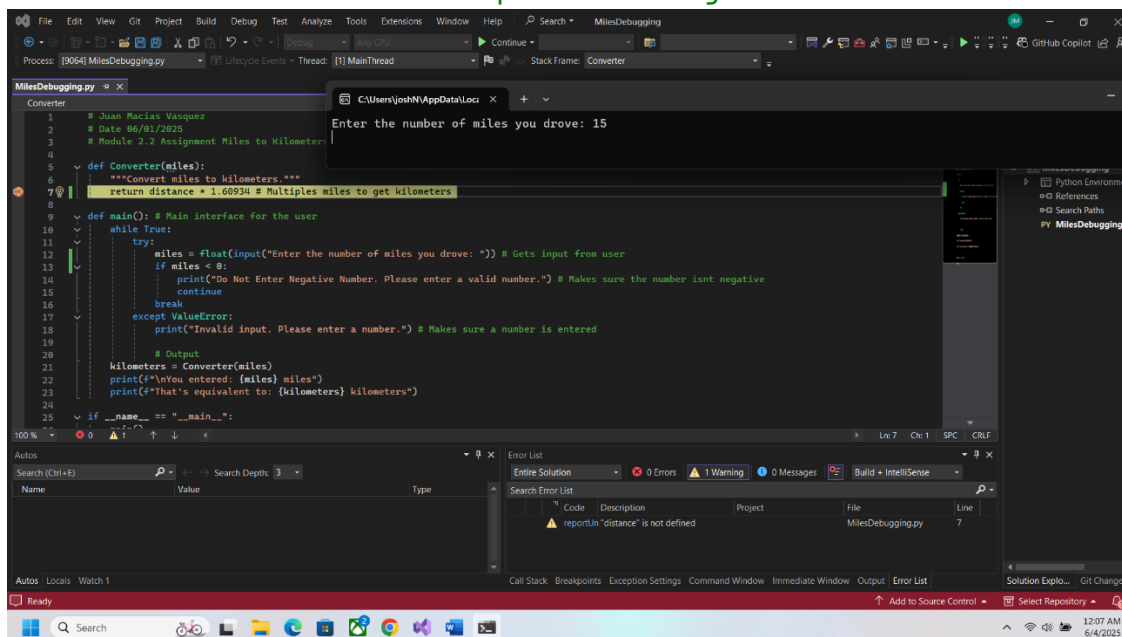 File Edit View Git Project Build Debug Test Analyze Tools Extensions Window Help Search MilesDebugging JM
Debug Any CPU Continue GitHub Copilot
Process: [9064] MilesDebugging.py Lifecycle Events Thread: [1] MainThread Stack Frame: Converter
MilesDebugging.py
Converter
C:\Users\joshN\AppData\Loca
Enter the number of miles you drove: 15
1 # Juan Macias Vasquez
2 # Date 06/01/2025
3 # Module 2.2 Assignment Miles to Kilometers
4
5 def Converter(miles):
6 """Convert miles to kilometers."""
7 return distance * 1.60934 # Multiples miles to get kilometers
8
9 def main(): # Main interface for the user
10 while True:
11 try:
12 miles = float(input("Enter the number of miles you drove: ")) # Gets input from user
13 if miles < 0:
14 print("Do Not Enter Negative Number. Please enter a valid number.") # Makes sure the number isnt negative
15 continue
16 break
17 except ValueError:
18 print("Invalid input. Please enter a number.") # Makes sure a number is entered
19
20 # Output
21 kilometers = Converter(miles)
22 print(f"\nYou entered: {miles} miles")
23 print(f"That's equivalent to: {kilometers} kilometers")
24
25 if __name__ == "__main__":
Python Environm
References
Search Paths
PY MilesDebugging
100 % 0 1 Ln: 7 Ch: 1 SPC CRLF
Autos
Search (Ctrl+E) Search Depth: 3
Name Value Type
Error List
Entire Solution 0 Errors 1 Warning 0 Messages Build + IntelliSense
Search Error List
Code Description Project File Line
reportUn "distance" is not defined MilesDebugging.py 7
Autos Locals Watch 1
Call Stack Breakpoints Exception Settings Command Window Immediate Window Output Error List
Solution Explo... Git Change
Ready Add to Source Control Select Repository
Search 12:07 AM
6/4/2025